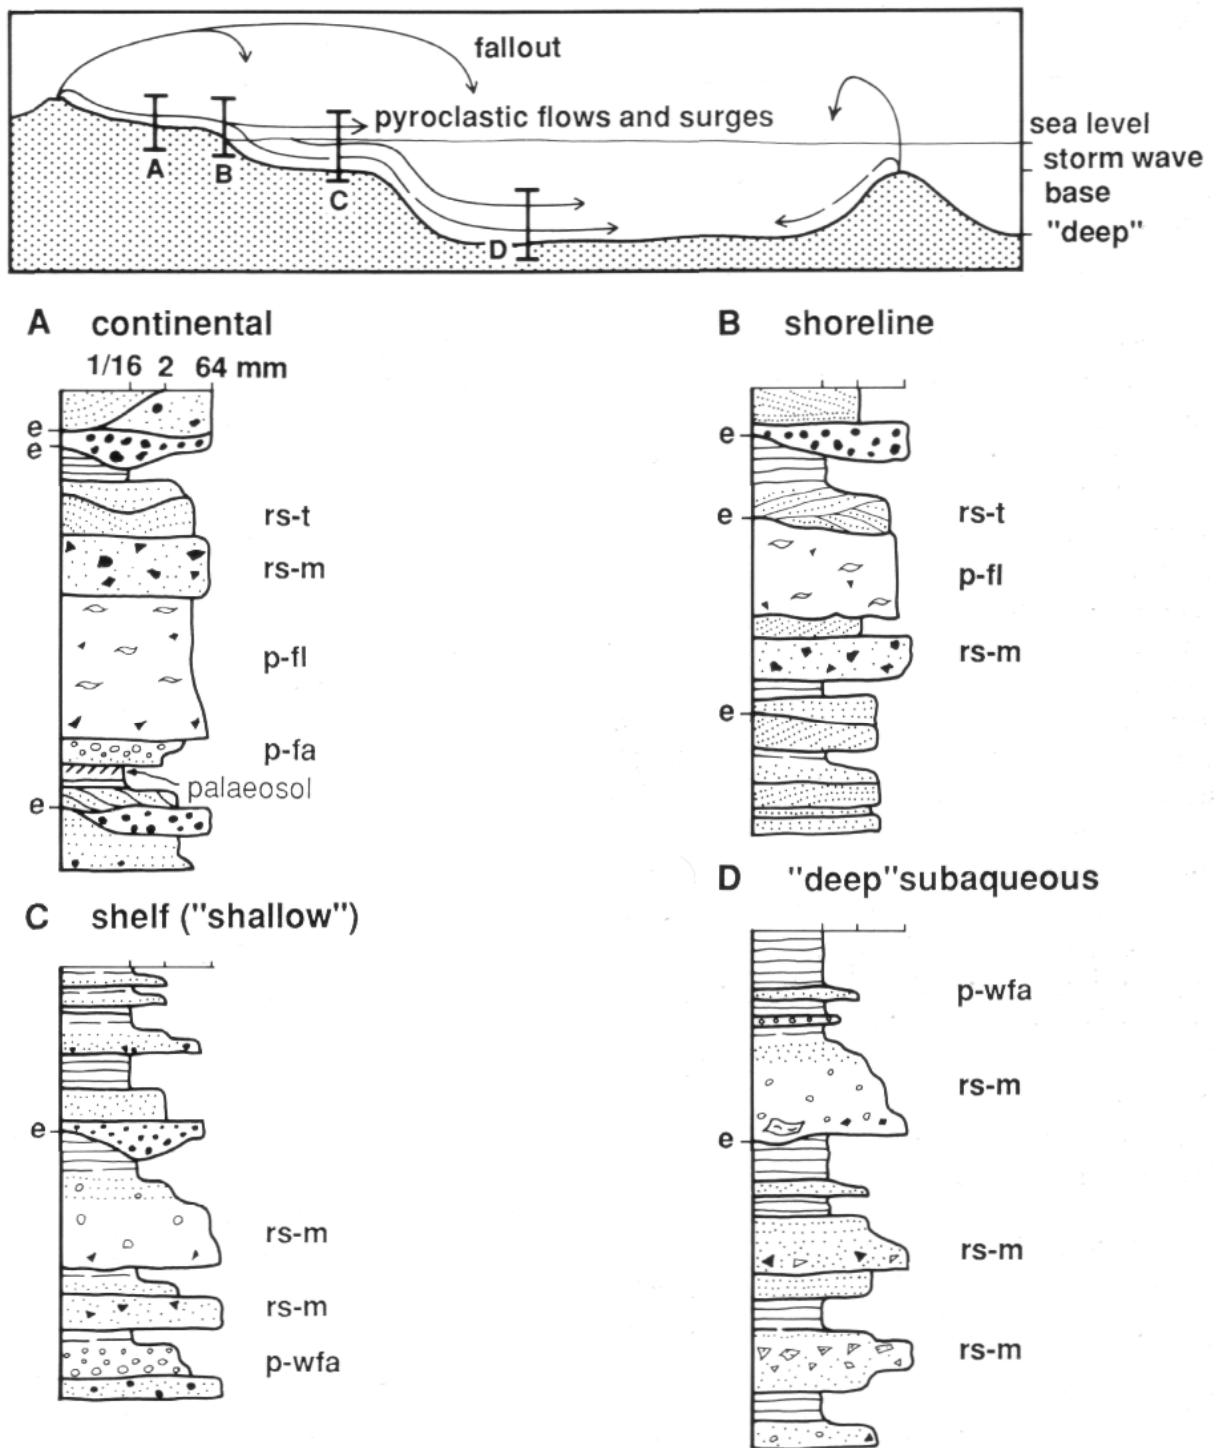 fallout
pyroclastic flows and surges
sea level
storm wave
base
"deep"
A
B
C
D
A continental
1/16 2 64 mm
e
e
rs-t
rs-m
p-fl
p-fa
palaeosol
e
B shoreline
e
e
rs-t
p-fl
rs-m
e
C shelf ("shallow")
e
rs-m
rs-m
p-wfa
D "deep"subaqueous
p-wfa
rs-m
e
rs-m
rs-m